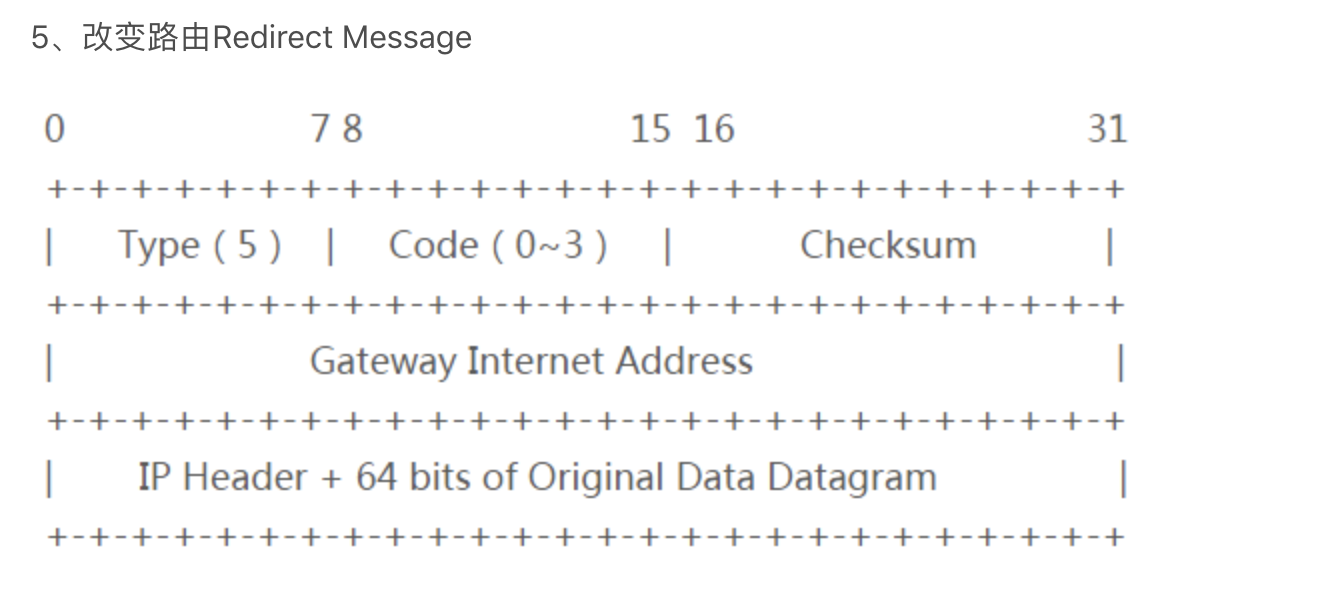 5、改变路由Redirect Message
0 7 8 15 16 31
+-+-+-+-+-+-+-+-+-+-+-+-+-+-+-+-+-+-+-+-+-+-+-+-+-+
| Type ( 5 ) | Code ( 0~3 ) | Checksum |
+-+-+-+-+-+-+-+-+-+-+-+-+-+-+-+-+-+-+-+-+-+-+-+-+-+
| Gateway Internet Address |
+-+-+-+-+-+-+-+-+-+-+-+-+-+-+-+-+-+-+-+-+-+-+-+-+-+
| IP Header + 64 bits of Original Data Datagram |
+-+-+-+-+-+-+-+-+-+-+-+-+-+-+-+-+-+-+-+-+-+-+-+-+-+